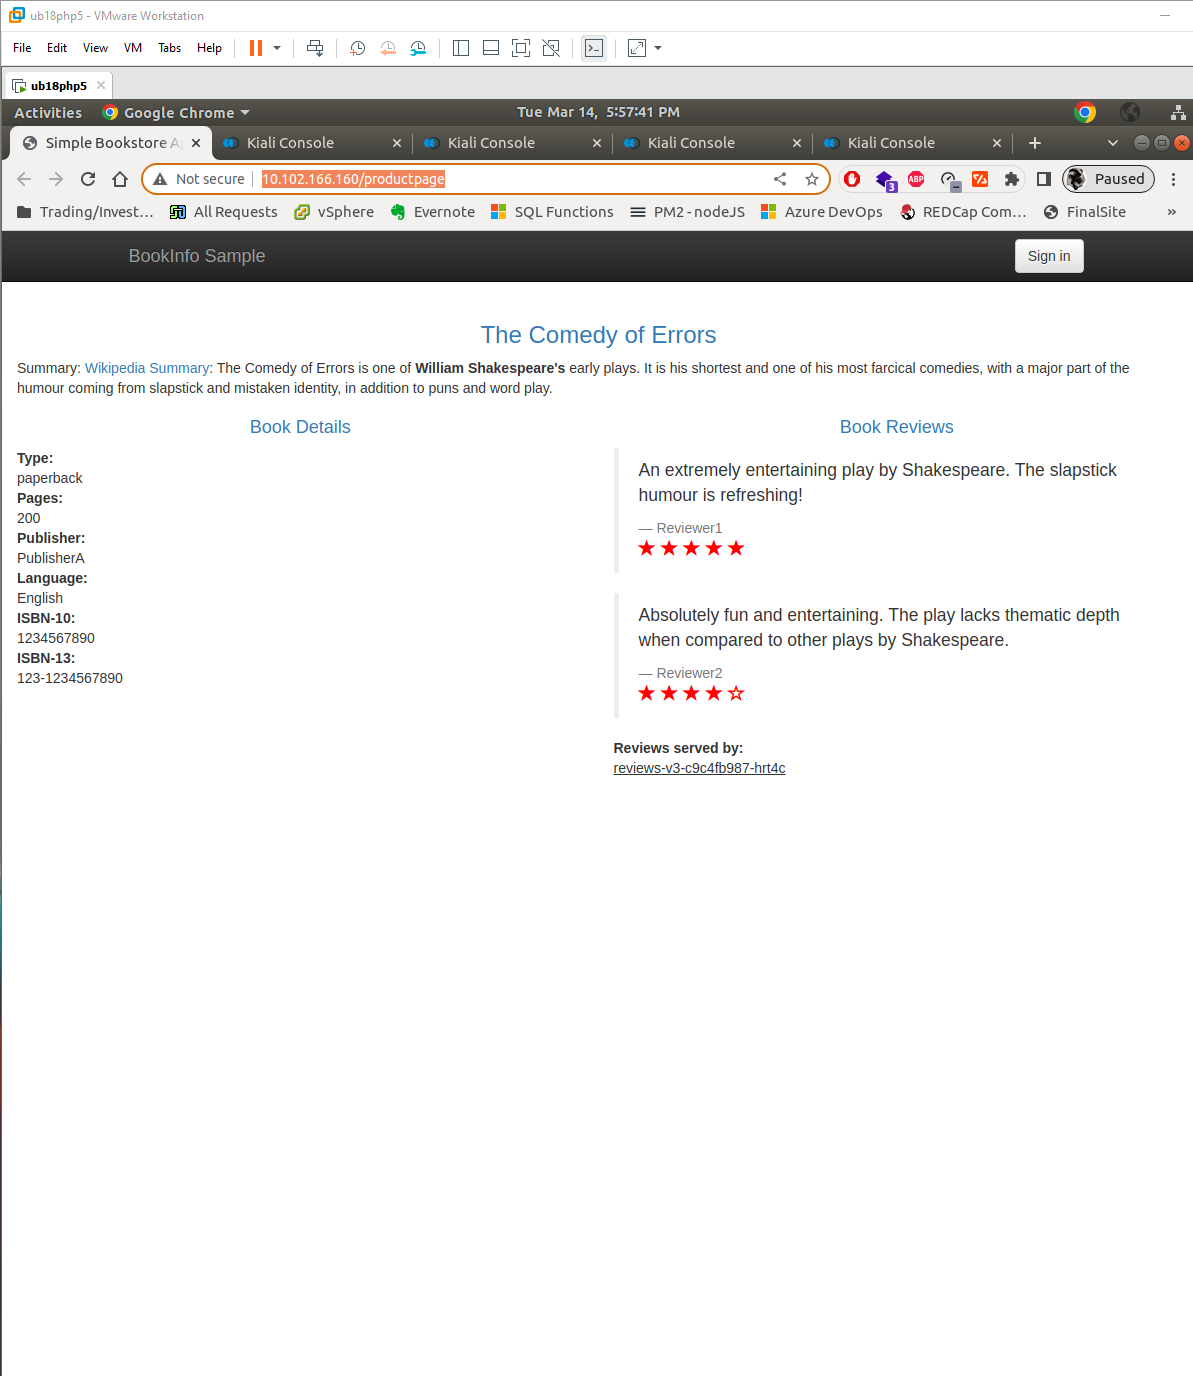 ub18php5 - VMware Workstation
File Edit View VM Tabs Help
ub18php5
Activities Google Chrome Tue Mar 14, 5:57:41 PM
Simple Bookstore A Kiali Console Kiali Console Kiali Console Kiali Console
Not secure 10.102.166.160/productpage ABP 3 Paused
Trading/Invest... All Requests vSphere Evernote SQL Functions PM2 - nodeJS Azure DevOps REDCap Com... FinalSite »
BookInfo Sample Sign in
The Comedy of Errors
Summary: Wikipedia Summary: The Comedy of Errors is one of William Shakespeare's early plays. It is his shortest and one of his most farcical comedies, with a major part of the
humour coming from slapstick and mistaken identity, in addition to puns and word play.
Book Details
Type:
paperback
Pages:
200
Publisher:
PublisherA
Language:
English
ISBN-10:
1234567890
ISBN-13:
123-1234567890
Book Reviews
An extremely entertaining play by Shakespeare. The slapstick
humour is refreshing!
— Reviewer1
Absolutely fun and entertaining. The play lacks thematic depth
when compared to other plays by Shakespeare.
— Reviewer2
Reviews served by:
reviews-v3-c9c4fb987-hrt4c